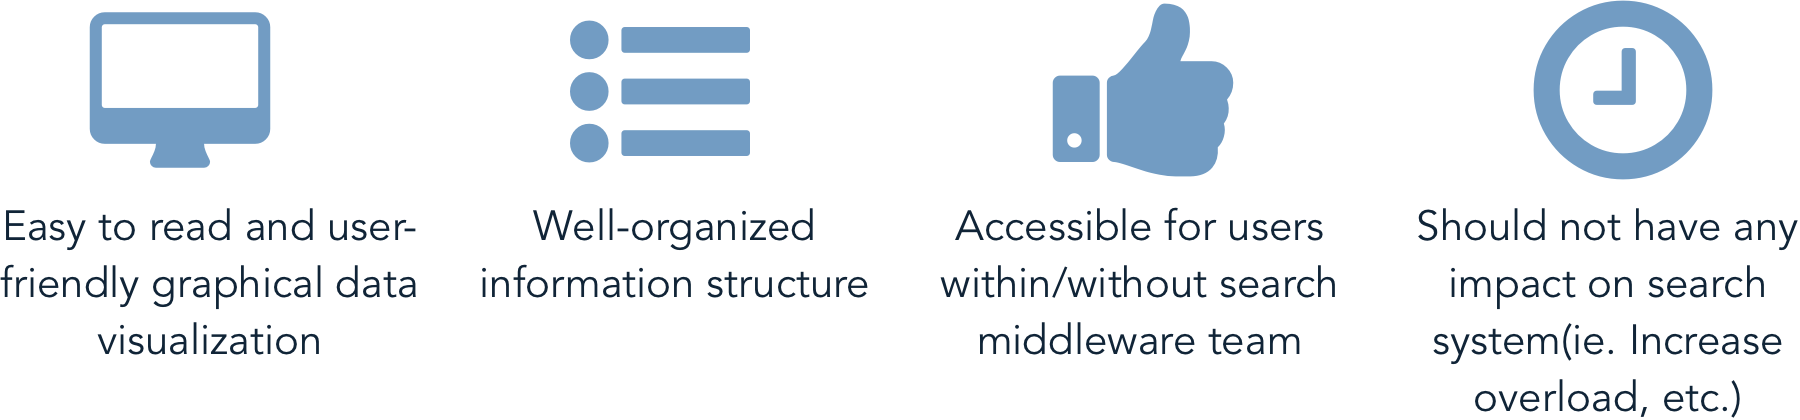 Easy to read and user-
friendly graphical data
visualization
Well-organized
information structure
Accessible for users
within/without search
middleware team
Should not have any
impact on search
system(ie. Increase
overload, etc.)